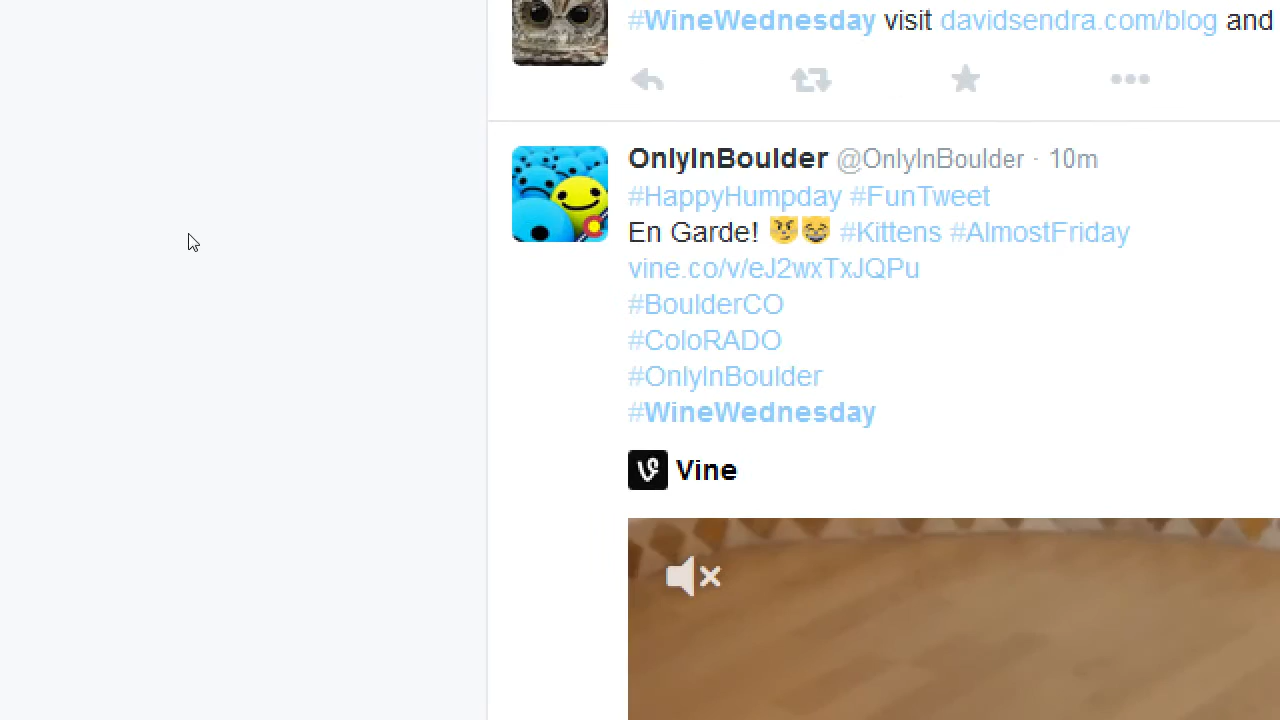 #WineWednesday visit davidsendra.com/blog and
OnlyInBoulder @OnlyInBoulder · 10m
#HappyHumpday #FunTweet
En Garde! 😼😸 #Kittens #AlmostFriday
vine.co/v/eJ2wxTxJQPu
#BoulderCO
#ColoRADO
#OnlyInBoulder
#WineWednesday
Vine